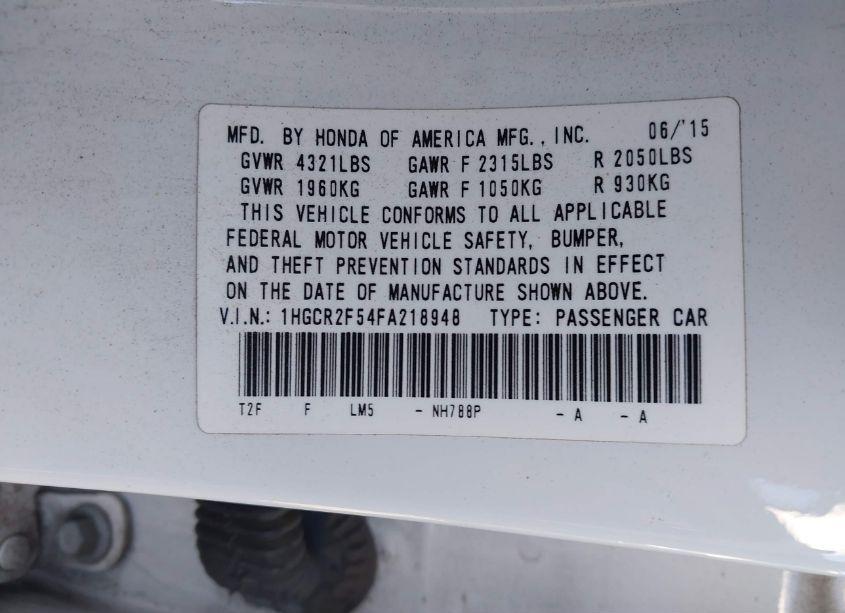 MFD. BY HONDA OF AMERICA MFG., INC. 06/'15
GVWR 4321LBS GAWR F 2315LBS R 2050LBS
GVWR 1960KG GAWR F 1050KG R 930KG
THIS VEHICLE CONFORMS TO ALL APPLICABLE
FEDERAL MOTOR VEHICLE SAFETY, BUMPER,
AND THEFT PREVENTION STANDARDS IN EFFECT
ON THE DATE OF MANUFACTURE SHOWN ABOVE.
V.I.N.: 1HGCR2F54FA218948 TYPE: PASSENGER CAR
T2F F LM5 - NH788P - A - A